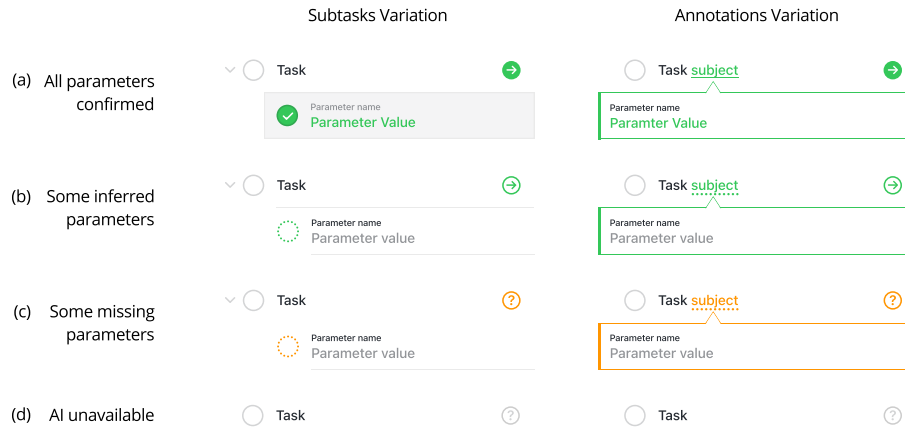 Subtasks Variation
Annotations Variation
(a) All parameters
confirmed
Task
Parameter name
Parameter Value
Task subject
Parameter name
Paramter Value
(b) Some inferred
parameters
Task
Parameter name
Parameter value
Task subject
Parameter name
Parameter value
(c) Some missing
parameters
Task
?
Parameter name
Parameter value
Task subject
?
Parameter name
Parameter value
(d) AI unavailable
Task
?
Task
?